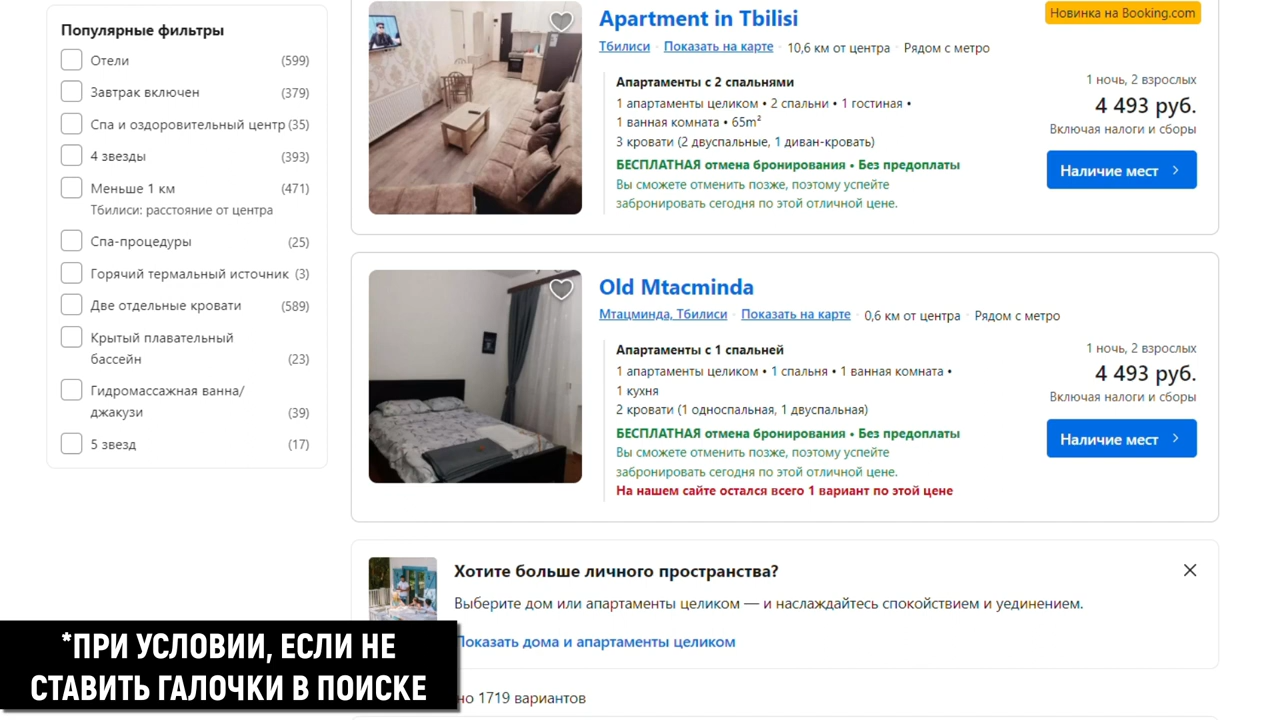 Популярные фильтры
Отели (599)
Завтрак включен (379)
Спа и оздоровительный центр (35)
4 звезды (393)
Меньше 1 км (471)
Тбилиси: расстояние от центра
Спа-процедуры (25)
Горячий термальный источник (3)
Две отдельные кровати (589)
Крытый плавательный
бассейн (23)
Гидромассажная ванна/
джакузи (39)
5 звезд (17)
Apartment in Tbilisi
Новинка на Booking.com
Тбилиси · Показать на карте · 10,6 км от центра · Рядом с метро
Апартаменты с 2 спальнями
1 апартаменты целиком • 2 спальни • 1 гостиная •
1 ванная комната • 65m²
3 кровати (2 двуспальные, 1 диван-кровать)
БЕСПЛАТНАЯ отмена бронирования • Без предоплаты
Вы сможете отменить позже, поэтому успейте
забронировать сегодня по этой отличной цене.
1 ночь, 2 взрослых
4 493 руб.
Включая налоги и сборы
Наличие мест
Old Mtacminda
Мтацминда, Тбилиси · Показать на карте · 0,6 км от центра · Рядом с метро
Апартаменты с 1 спальней
1 апартаменты целиком • 1 спальня • 1 ванная комната •
1 кухня
2 кровати (1 односпальная, 1 двуспальная)
БЕСПЛАТНАЯ отмена бронирования • Без предоплаты
Вы сможете отменить позже, поэтому успейте
забронировать сегодня по этой отличной цене.
На нашем сайте остался всего 1 вариант по этой цене
1 ночь, 2 взрослых
4 493 руб.
Включая налоги и сборы
Наличие мест
Хотите больше личного пространства?
Выберите дом или апартаменты целиком — и наслаждайтесь спокойствием и уединением.
Показать дома и апартаменты целиком
но 1719 вариантов
*ПРИ УСЛОВИИ, ЕСЛИ НЕ
СТАВИТЬ ГАЛОЧКИ В ПОИСКЕ